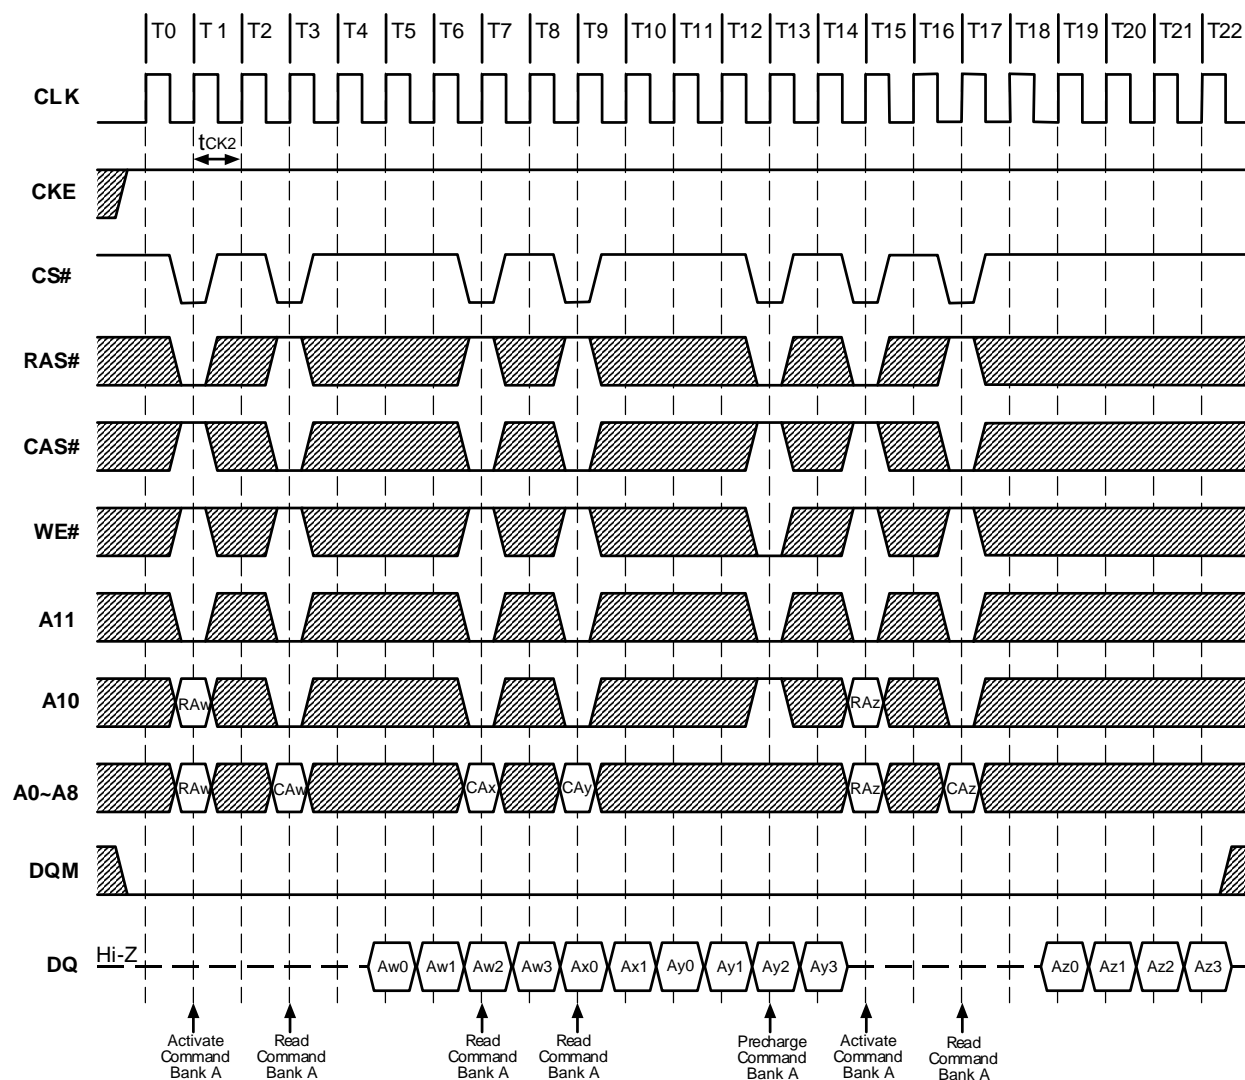 T0 T1 T2 T3 T4 T5 T6 T7 T8 T9 T10 T11 T12 T13 T14 T15 T16 T17 T18 T19 T20 T21 T22
CLK
tCK2
CKE
CS#
RAS#
CAS#
WE#
A11
A10 RAw RAz
A0~A8 RAw CAw CAx CAy RAz CAz
DQM
Hi-Z
DQ Aw0 Aw1 Aw2 Aw3 Ax0 Ax1 Ay0 Ay1 Ay2 Ay3 Az0 Az1 Az2 Az3
Activate
Command
Bank A
Read
Command
Bank A
Read
Command
Bank A
Read
Command
Bank A
Precharge
Command
Bank A
Activate
Command
Bank A
Read
Command
Bank A